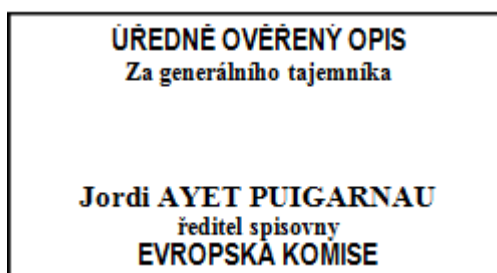 ÚŘEDNĚ OVĚŘENÝ OPIS
Za generálního tajemníka
Jordi AYET PUIGARNAU
ředitel spisovny
EVROPSKÁ KOMISE